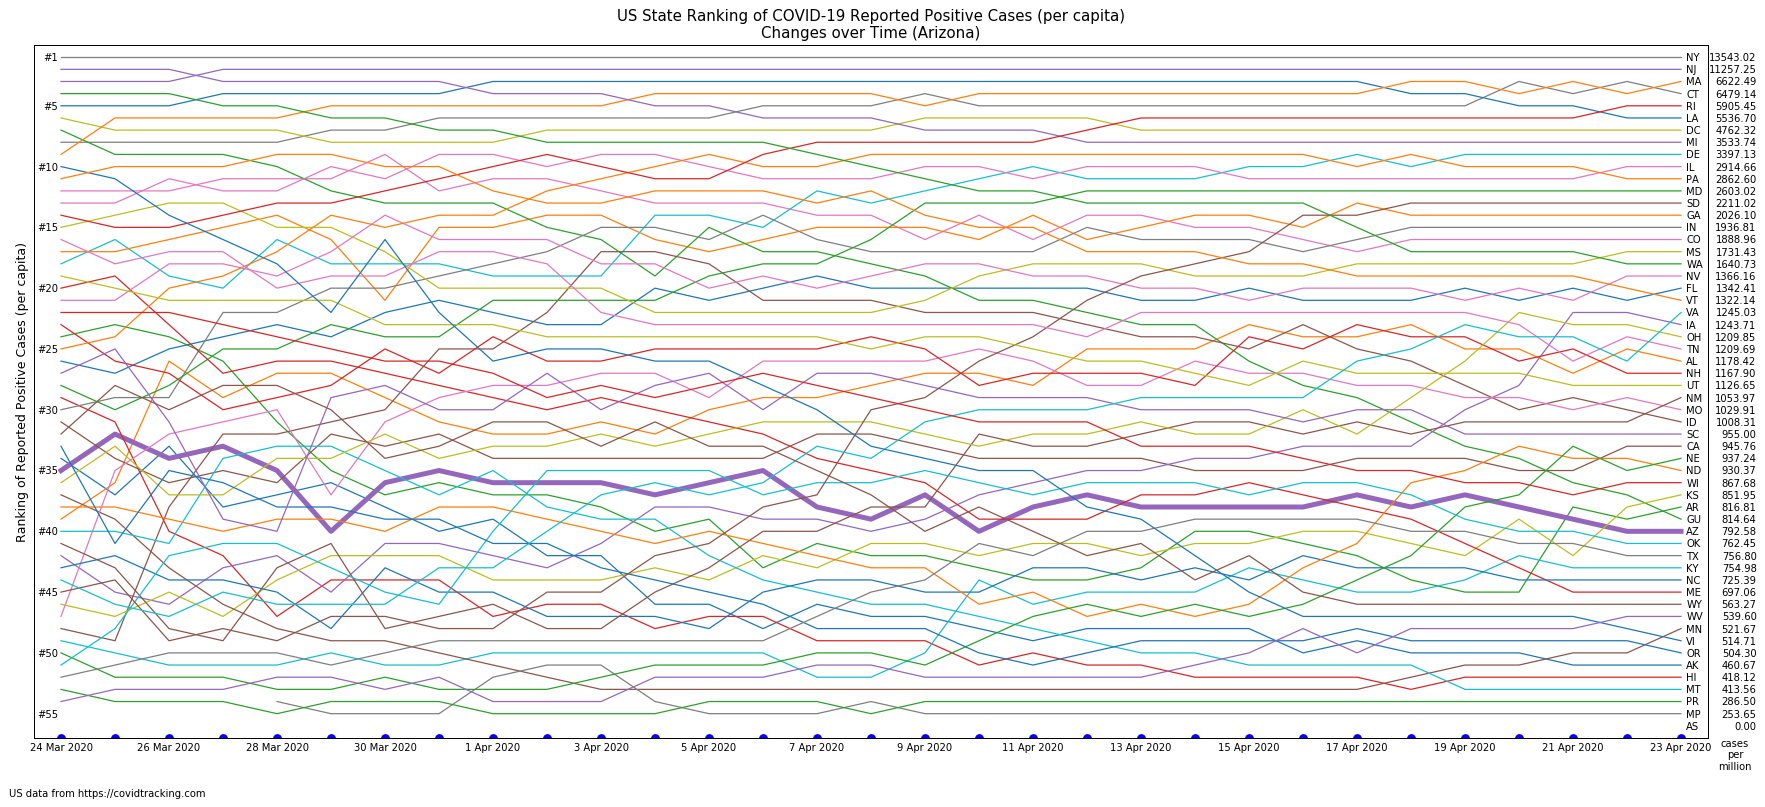 US State Ranking of COVID-19 Reported Positive Cases (per capita)
Changes over Time (Arizona)
Ranking of Reported Positive Cases (per capita)
#1
#5
#10
#15
#20
#25
#30
#35
#40
#45
#50
#55
NY 13543.02
NJ 11257.25
MA 6622.49
CT 6479.14
RI 5905.45
LA 5536.70
DC 4762.32
MI 3533.74
DE 3397.13
IL 2914.66
PA 2862.60
MD 2603.02
SD 2211.02
GA 2026.10
IN 1936.81
CO 1888.96
MS 1731.43
WA 1640.73
NV 1366.16
FL 1342.41
VT 1322.14
VA 1245.03
IA 1243.71
OH 1209.85
TN 1209.69
AL 1178.42
NH 1167.90
UT 1126.65
NM 1053.97
MO 1029.91
ID 1008.31
SC 955.00
CA 945.76
NE 937.24
ND 930.37
WI 867.68
KS 851.95
AR 816.81
GU 814.64
AZ 792.58
OK 762.45
TX 756.80
KY 754.98
NC 725.39
ME 697.06
WY 563.27
WV 539.60
MN 521.67
VI 514.71
OR 504.30
AK 460.67
HI 418.12
MT 413.56
PR 286.50
MP 253.65
AS 0.00
24 Mar 2020 26 Mar 2020 28 Mar 2020 30 Mar 2020 1 Apr 2020 3 Apr 2020 5 Apr 2020 7 Apr 2020 9 Apr 2020 11 Apr 2020 13 Apr 2020 15 Apr 2020 17 Apr 2020 19 Apr 2020 21 Apr 2020 23 Apr 2020
cases
per
million
US data from https://covidtracking.com